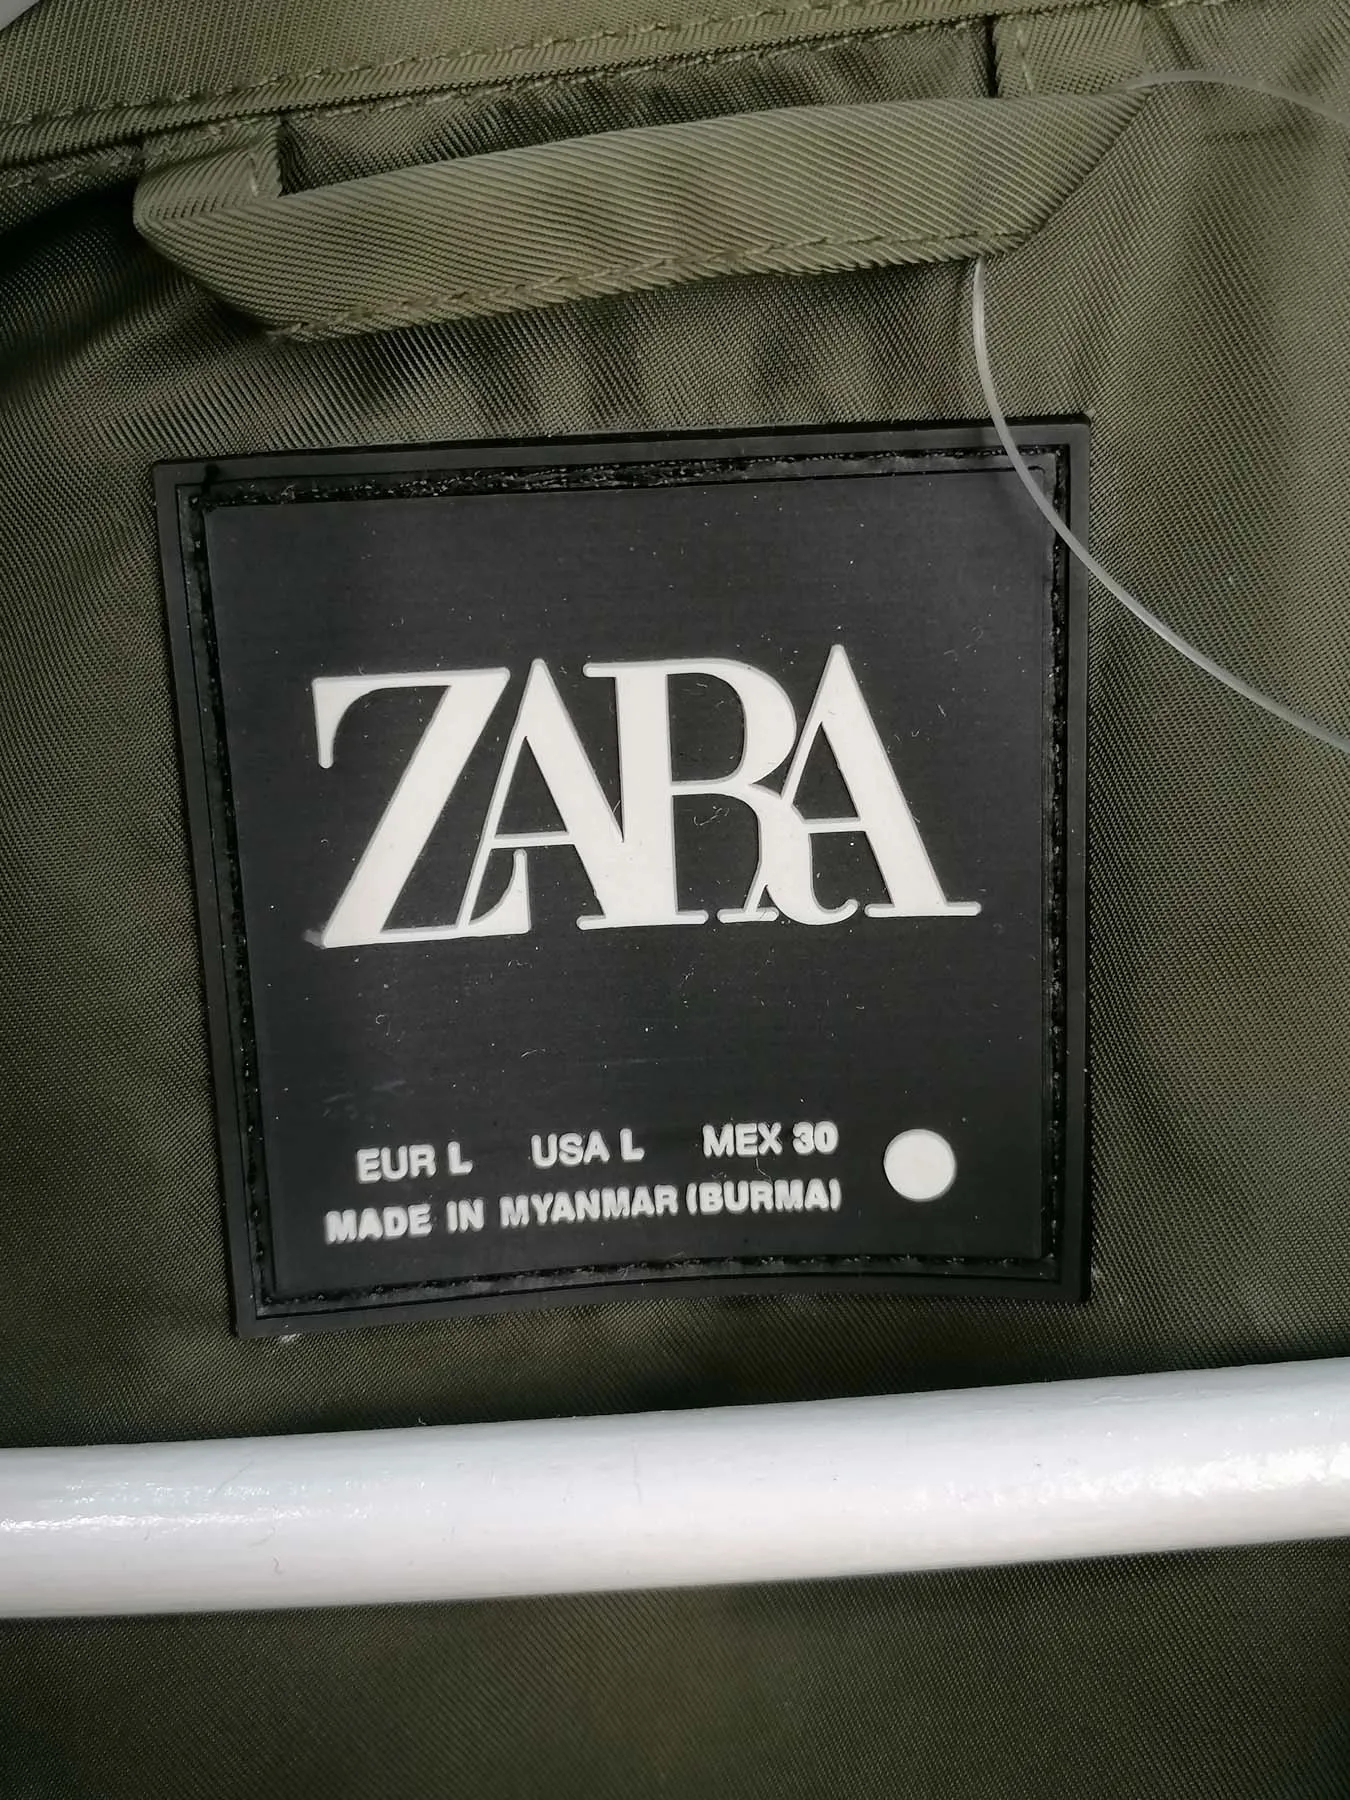 ZARA
EUR L USA L MEX 30
MADE IN MYANMAR (BURMA)